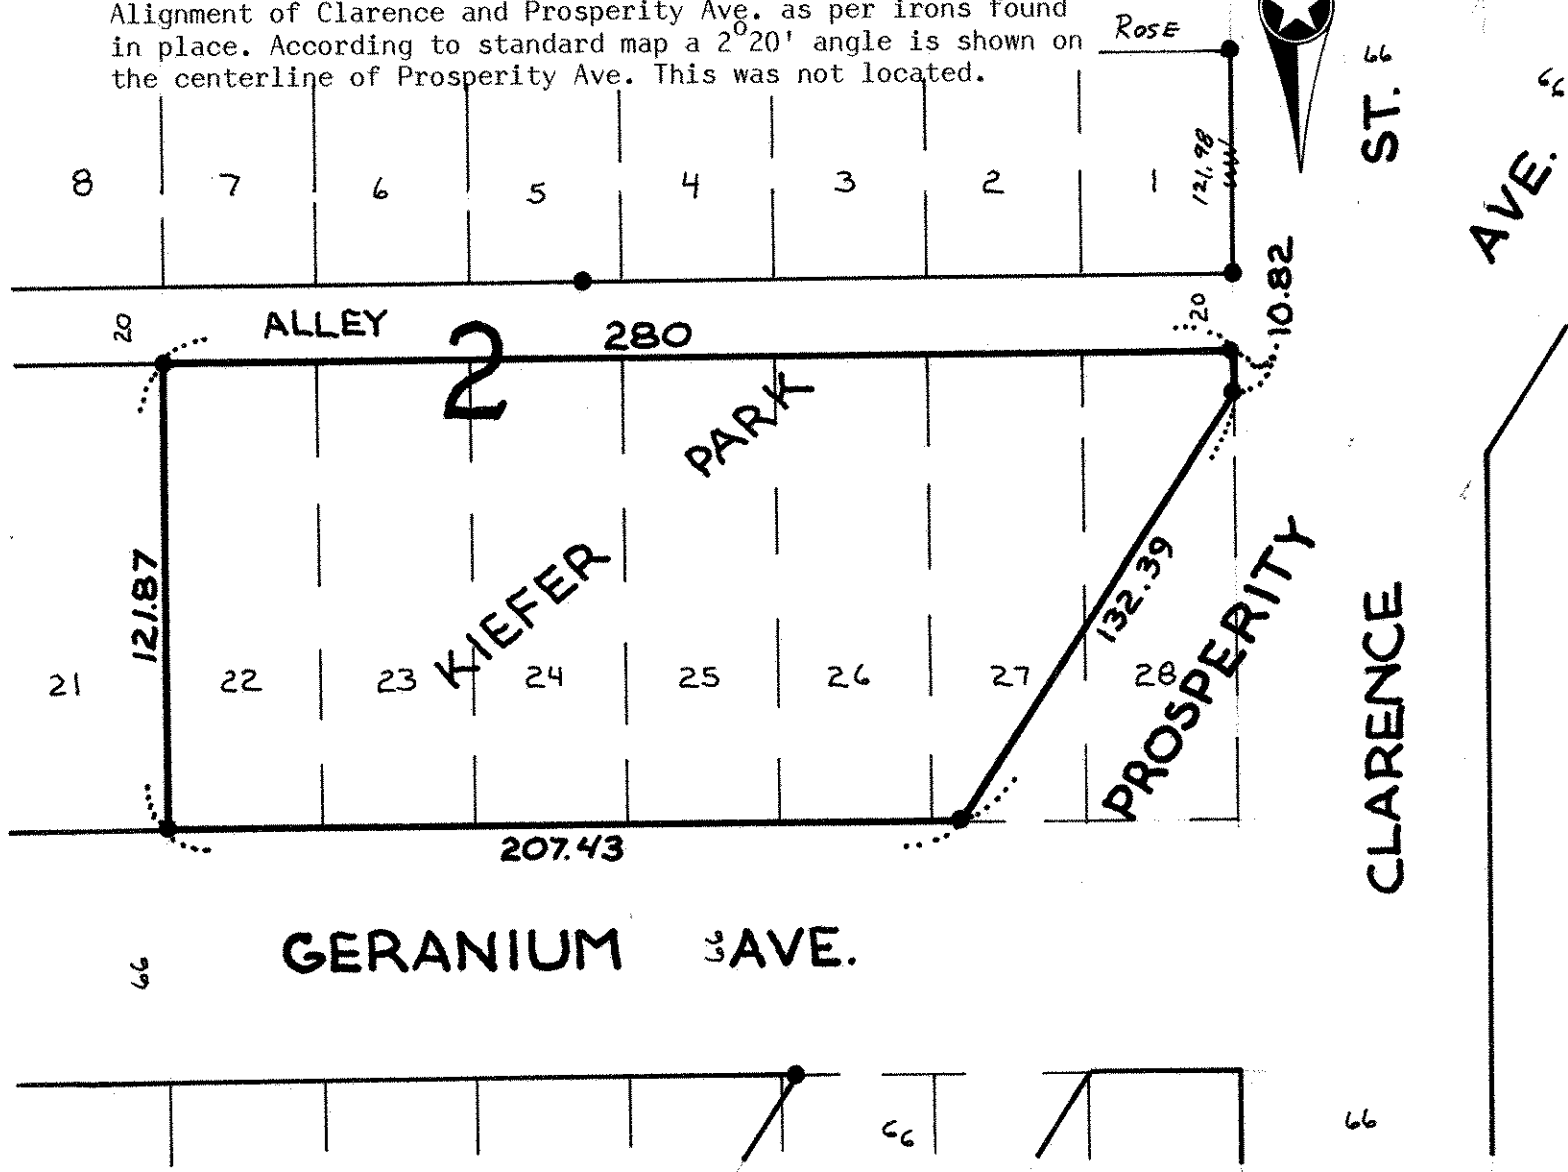 Alignment of Clarence and Prosperity Ave. as per irons found
in place. According to standard map a 2°20' angle is shown on
the centerline of Prosperity Ave. This was not located.
ROSE
66
66
ST.
AVE.
8 7 6 5 4 3 2 1
121.98
10.82
20
ALLEY
2
280
20
PARK
KIEFER
121.87
132.39
PROSPERITY
CLARENCE
21 22 23 24 25 26 27 28
207.43
GERANIUM AVE.
66
66
66
66